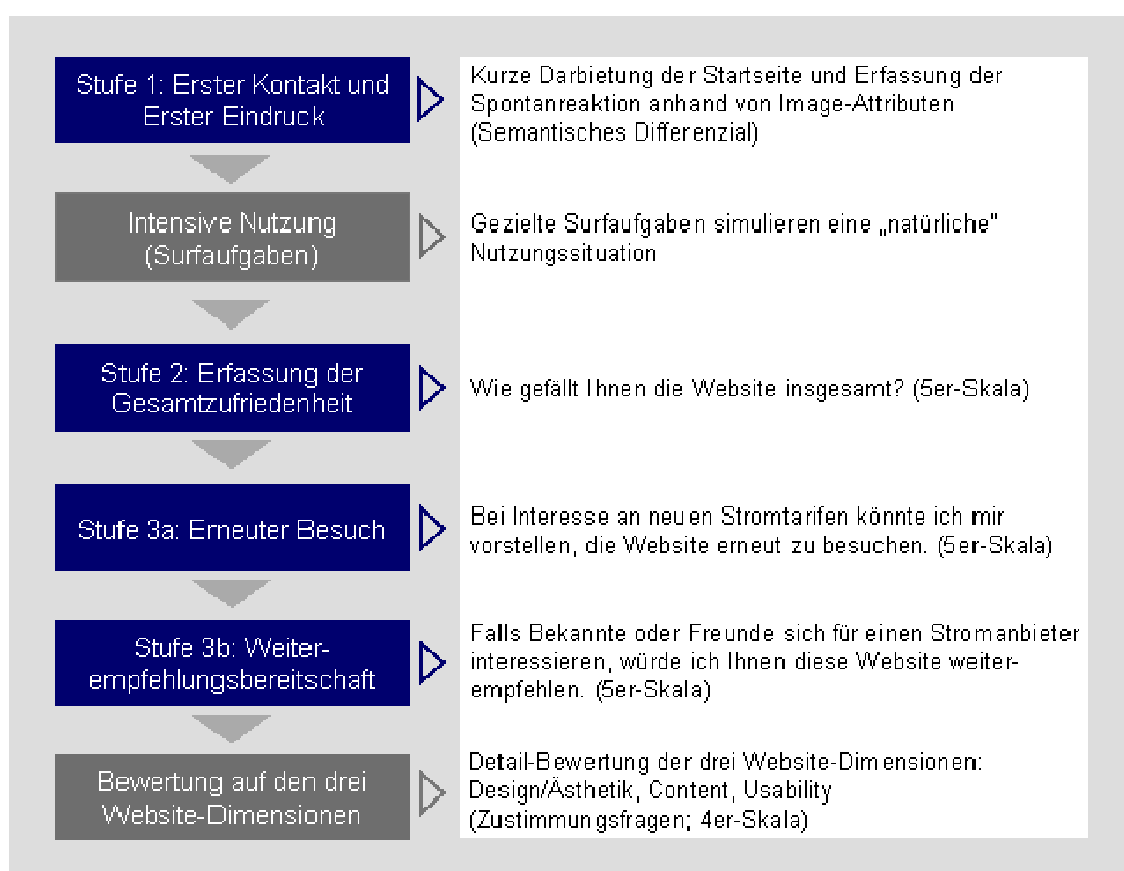 Stufe 1: Erster Kontakt und
Erster Eindruck
Kurze Darbietung der Startseite und Erfassung der
Spontanreaktion anhand von Image-Attributen
(Semantisches Differenzial)
Intensive Nutzung
(Surfaufgaben)
Gezielte Surfaufgaben simulieren eine „natürliche"
Nutzungssituation
Stufe 2: Erfassung der
Gesamtzufriedenheit
Wie gefällt Ihnen die Website insgesamt? (5er-Skala)
Stufe 3a: Erneuter Besuch
Bei Interesse an neuen Stromtarifen könnte ich mir
vorstellen, die Website erneut zu besuchen. (5er-Skala)
Stufe 3b: Weiter-
empfehlungsbereitschaft
Falls Bekannte oder Freunde sich für einen Stromanbieter
interessieren, würde ich Ihnen diese Website weiter-
empfehlen. (5er-Skala)
Bewertung auf den drei
Website-Dimensionen
Detail-Bewertung der drei Website-Dimensionen:
Design/Ästhetik, Content, Usability
(Zustimmungsfragen; 4er-Skala)